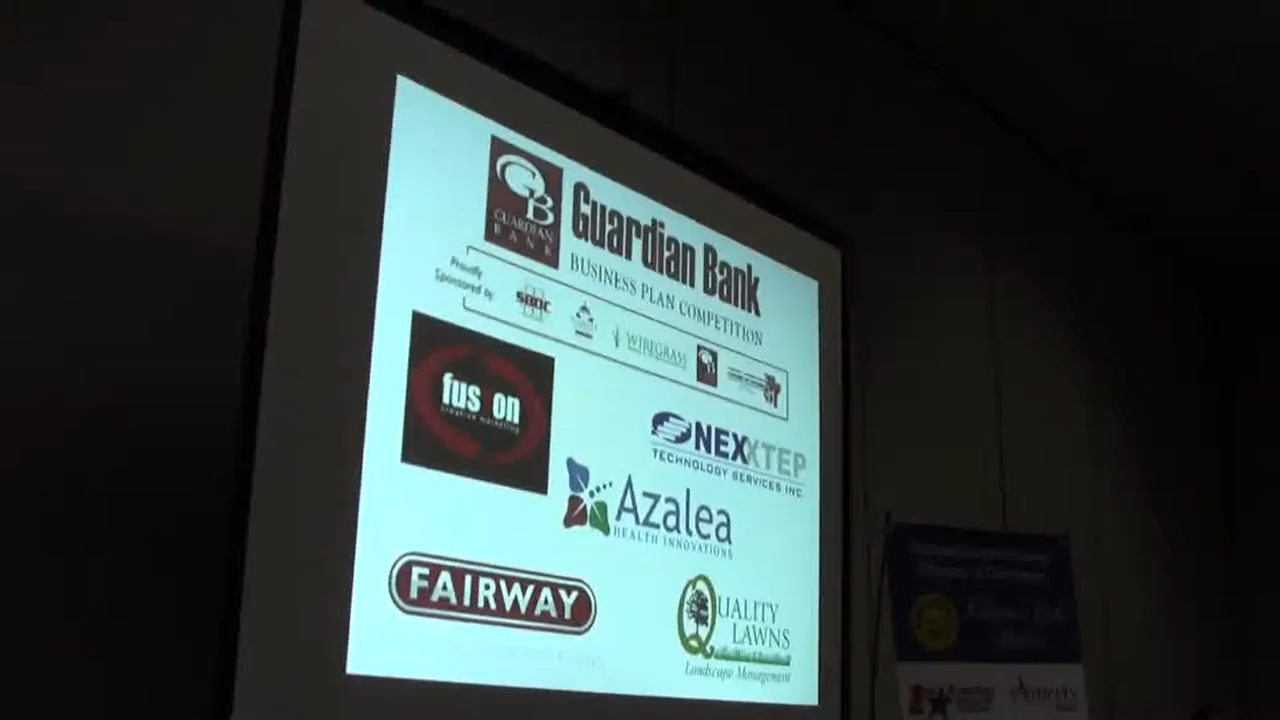 GB
GUARDIAN
BANK
Guardian Bank
BUSINESS PLAN COMPETITION
Proudly
Sponsored by
SBDC
WIREGRASS
GB
fus on
creative marketing
NEXXTEP
TECHNOLOGY SERVICES INC.
Azalea
HEALTH INNOVATIONS
FAIRWAY
QUALITY
LAWNS
Landscape Management